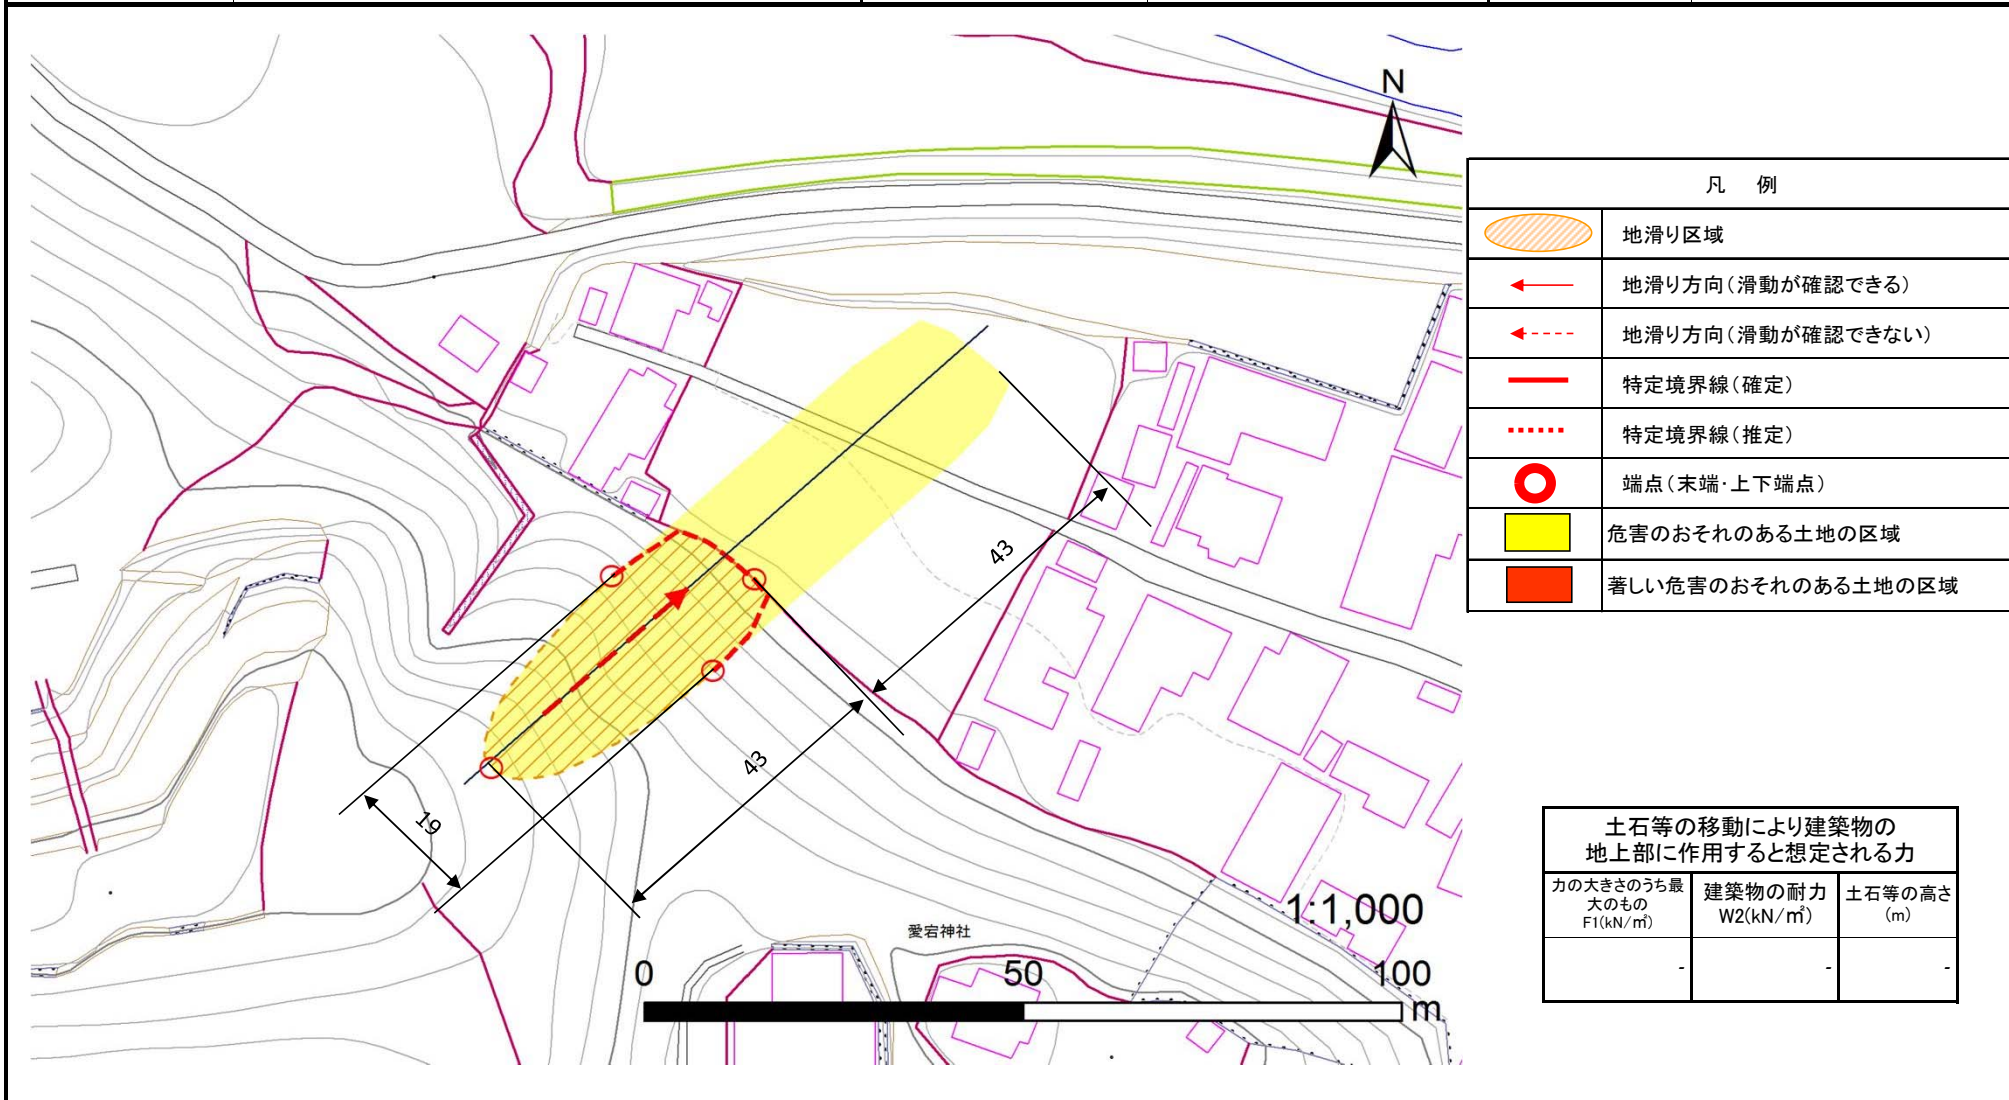 N
43
43
19
愛宕神社
1:1,000
0
50
100
m
凡 例
地滑り区域
地滑り方向(滑動が確認できる)
地滑り方向(滑動が確認できない)
特定境界線(確定)
特定境界線(推定)
端点(末端・上下端点)
危害のおそれのある土地の区域
著しい危害のおそれのある土地の区域
土石等の移動により建築物の
地上部に作用すると想定される力
力の大きさのうち最
大のもの
F1(kN/㎡)
建築物の耐力
W2(kN/㎡)
土石等の高さ
(m)
-
-
-